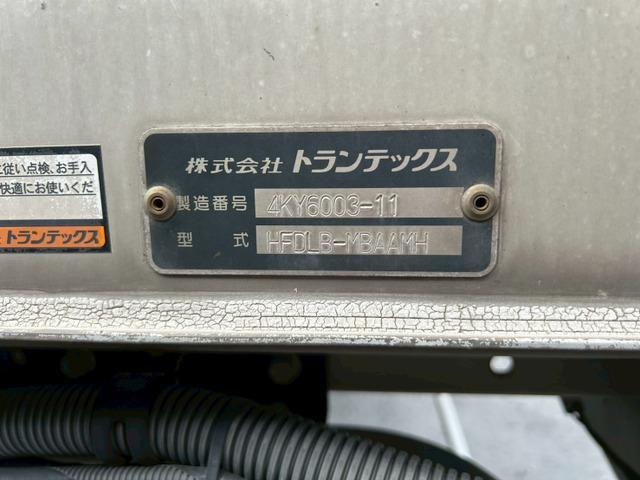 株式会社 トランテックス
製造番号 4KY6003-11
型 式 HFDLB-MBAAMH
に従い点検、お手入
快適にお使いくだ
トランテックス